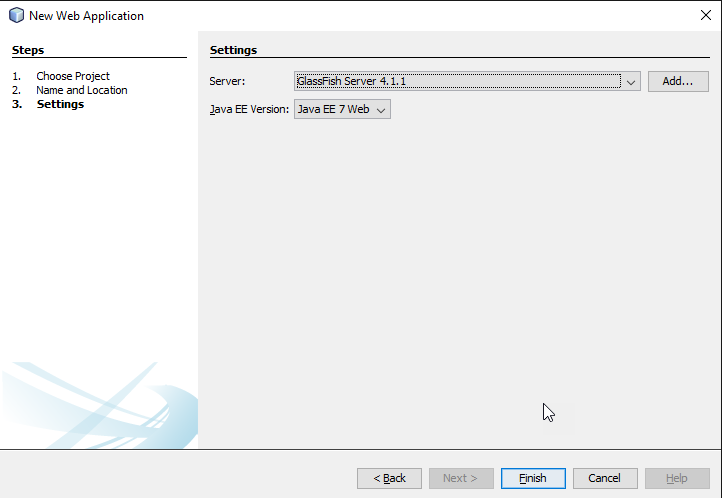 New Web Application
Steps
1. Choose Project
2. Name and Location
3. Settings
Settings
Server: GlassFish Server 4.1.1 Add...
Java EE Version: Java EE 7 Web
< Back Next > Finish Cancel Help